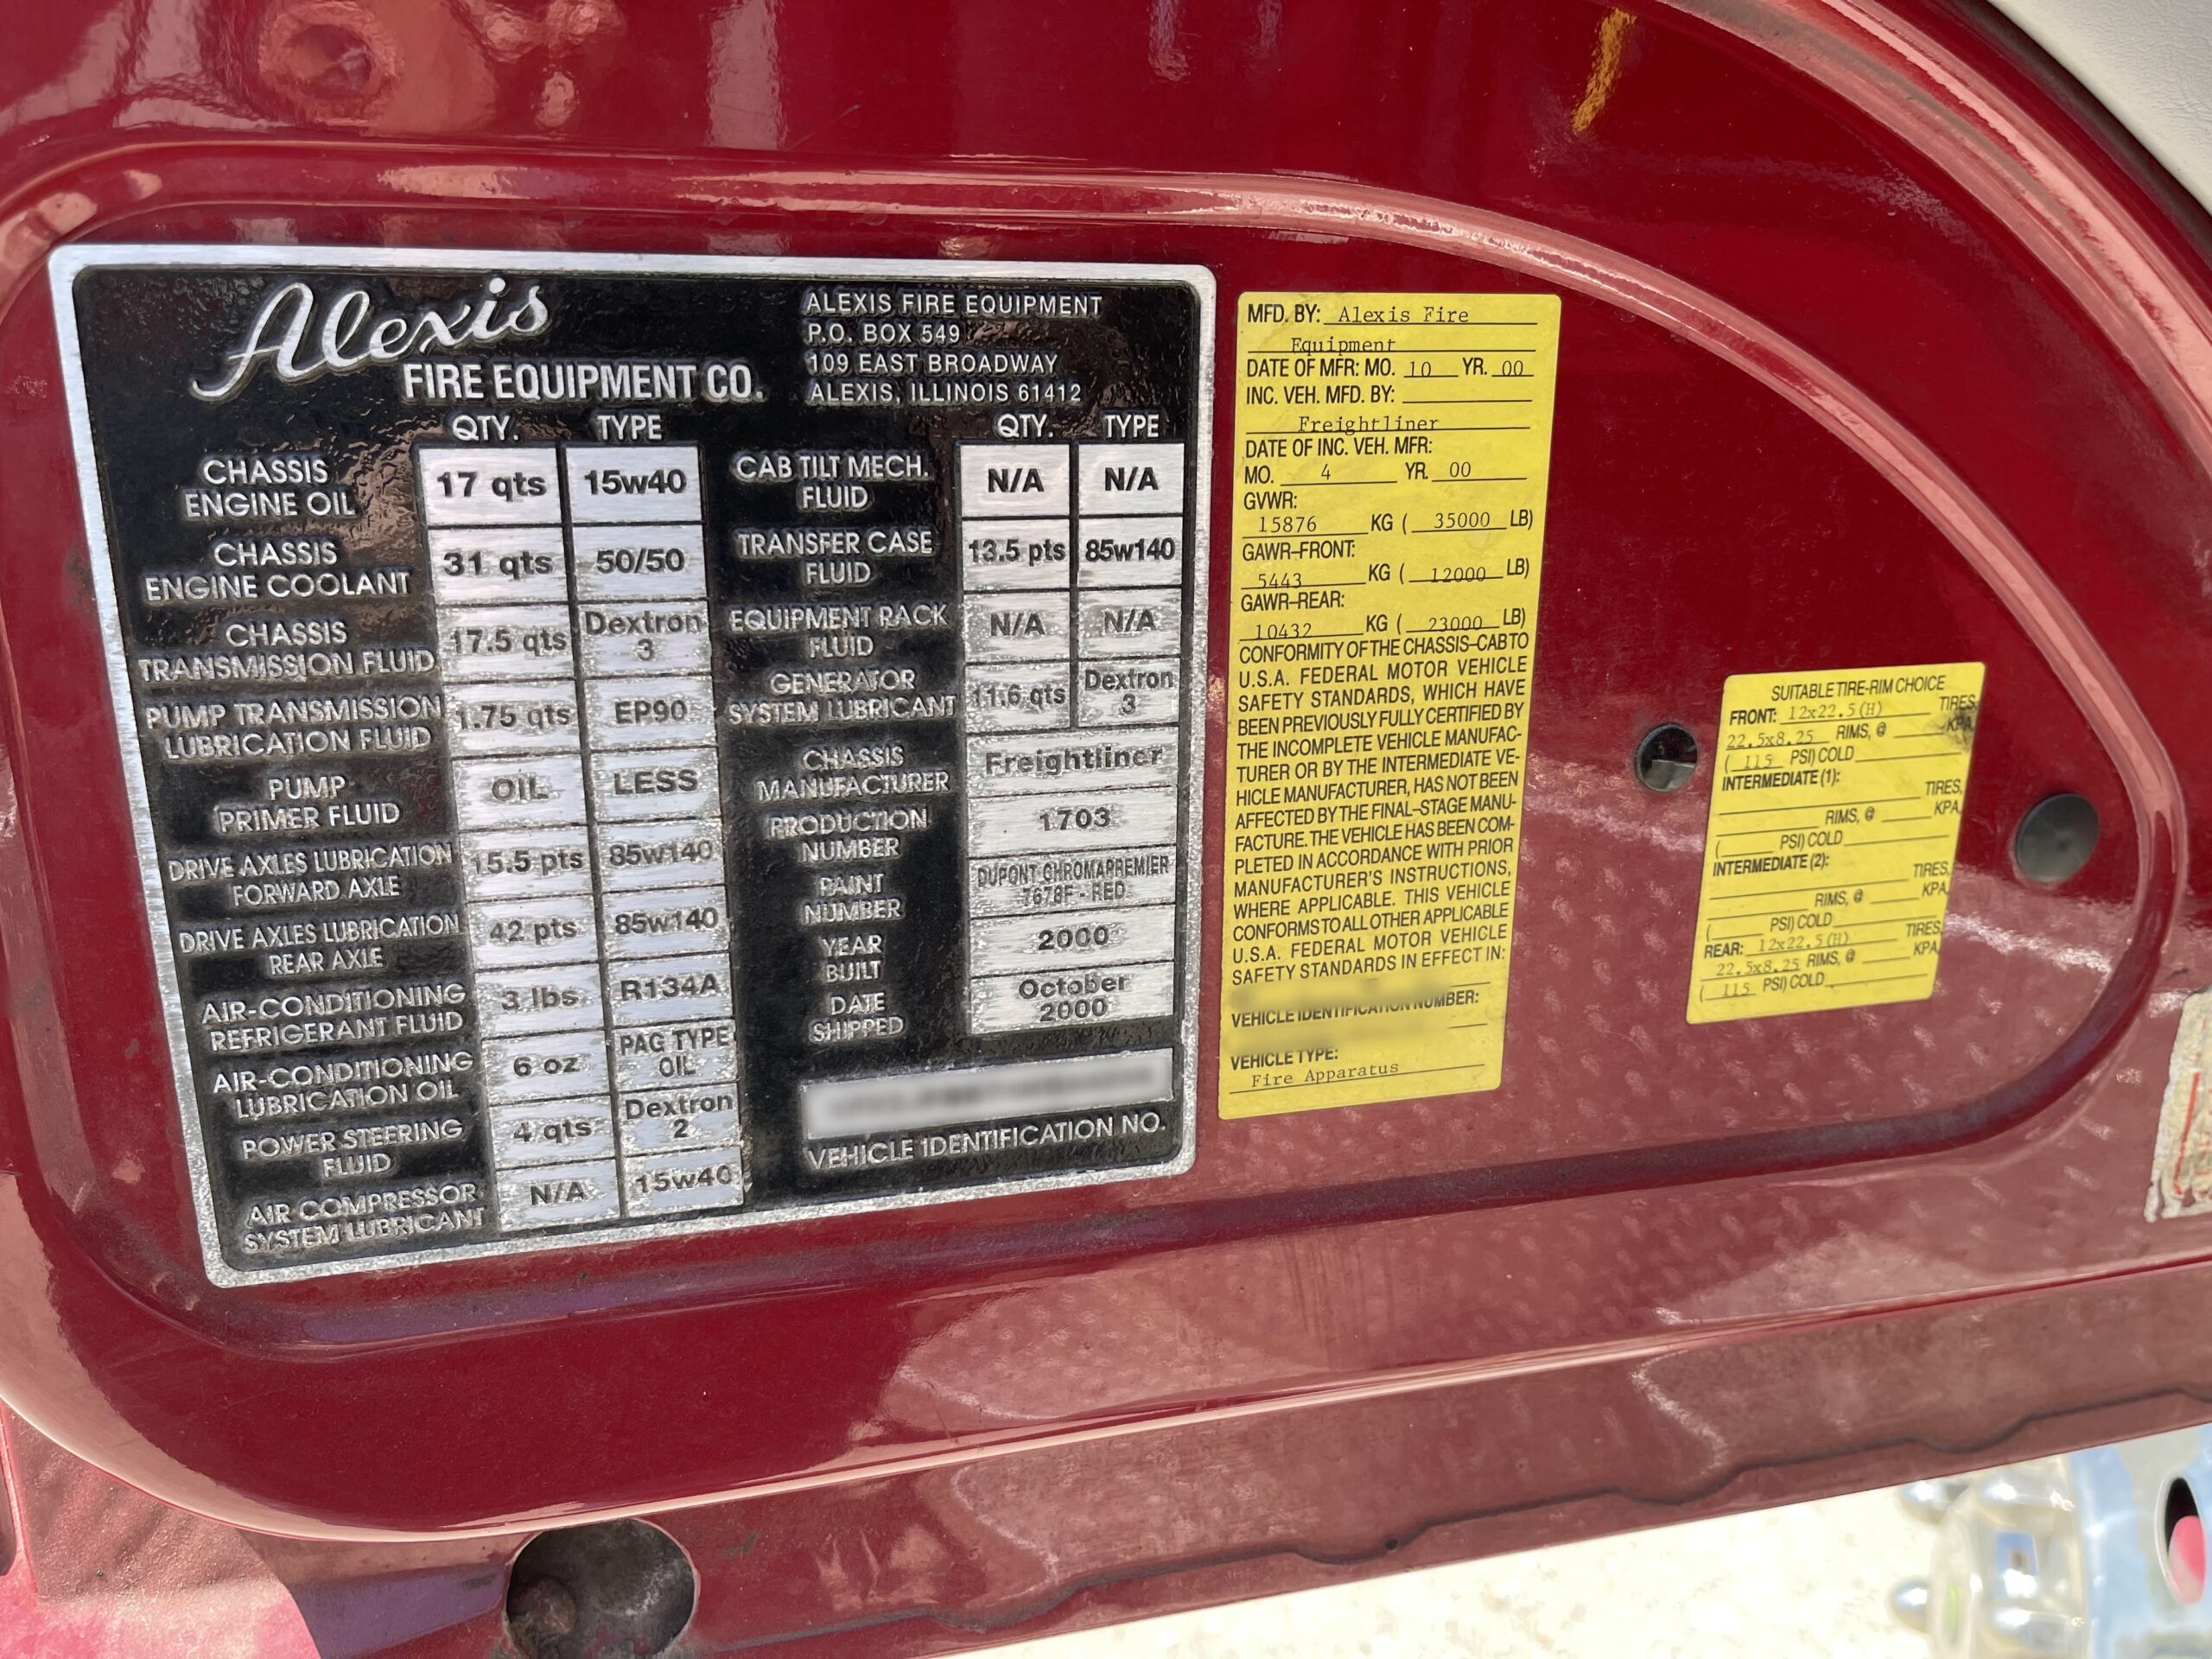 Alexis
FIRE EQUIPMENT CO.
ALEXIS FIRE EQUIPMENT
P.O. BOX 549
109 EAST BROADWAY
ALEXIS, ILLINOIS 61412
QTY. TYPE
CHASSIS
ENGINE OIL
17 qts 15w40
CHASSIS
ENGINE COOLANT
31 qts 50/50
CHASSIS
TRANSMISSION FLUID
17.5 qts Dextron
3
PUMP TRANSMISSION
LUBRICATION FLUID
1.75 qts EP90
PUMP
PRIMER FLUID
OIL LESS
DRIVE AXLES LUBRICATION
FORWARD AXLE
15.5 pts 85w140
DRIVE AXLES LUBRICATION
REAR AXLE
42 pts 85w140
AIR-CONDITIONING
REFRIGERANT FLUID
3 lbs R134A
AIR-CONDITIONING
LUBRICATION OIL
6 oz PAG TYPE
OIL
POWER STEERING
FLUID
4 qts Dextron
2
AIR COMPRESSOR
SYSTEM LUBRICANT
N/A 15w40
QTY. TYPE
CAB TILT MECH.
FLUID
N/A N/A
TRANSFER CASE
FLUID
13.5 pts 85w140
EQUIPMENT RACK
FLUID
N/A N/A
GENERATOR
SYSTEM LUBRICANT
11.6 qts Dextron
3
CHASSIS
MANUFACTURER
Freightliner
PRODUCTION
NUMBER
1703
PAINT
NUMBER
DUPONT CHROMAPREMIER
7678F - RED
YEAR
BUILT
2000
DATE
SHIPPED
October
2000
VEHICLE IDENTIFICATION NO.
MFD. BY: Alexis Fire
Equipment
DATE OF MFR: MO. 10 YR. 00
INC. VEH. MFD. BY:
Freightliner
DATE OF INC. VEH. MFR:
MO. 4 YR. 00
GVWR:
15876 KG ( 35000 LB)
GAWR-FRONT:
5443 KG ( 12000 LB)
GAWR-REAR:
10432 KG ( 23000 LB)
CONFORMITY OF THE CHASSIS-CAB TO
U.S.A. FEDERAL MOTOR VEHICLE
SAFETY STANDARDS, WHICH HAVE
BEEN PREVIOUSLY FULLY CERTIFIED BY
THE INCOMPLETE VEHICLE MANUFAC-
TURER OR BY THE INTERMEDIATE VE-
HICLE MANUFACTURER, HAS NOT BEEN
AFFECTED BY THE FINAL-STAGE MANU-
FACTURE. THE VEHICLE HAS BEEN COM-
PLETED IN ACCORDANCE WITH PRIOR
MANUFACTURER'S INSTRUCTIONS,
WHERE APPLICABLE. THIS VEHICLE
CONFORMS TO ALL OTHER APPLICABLE
U.S.A. FEDERAL MOTOR VEHICLE
SAFETY STANDARDS IN EFFECT IN:
VEHICLE IDENTIFICATION NUMBER:
VEHICLE TYPE:
Fire Apparatus
SUITABLE TIRE-RIM CHOICE
FRONT: 12x22.5(H) TIRES,
22.5x8.25 RIMS, @ KPA,
( 115 PSI) COLD
INTERMEDIATE (1):
TIRES,
RIMS, @ KPA,
( PSI) COLD
INTERMEDIATE (2):
TIRES,
RIMS, @ KPA,
( PSI) COLD
REAR: 12x22.5(H) TIRES,
22.5x8.25 RIMS, @ KPA,
( 115 PSI) COLD